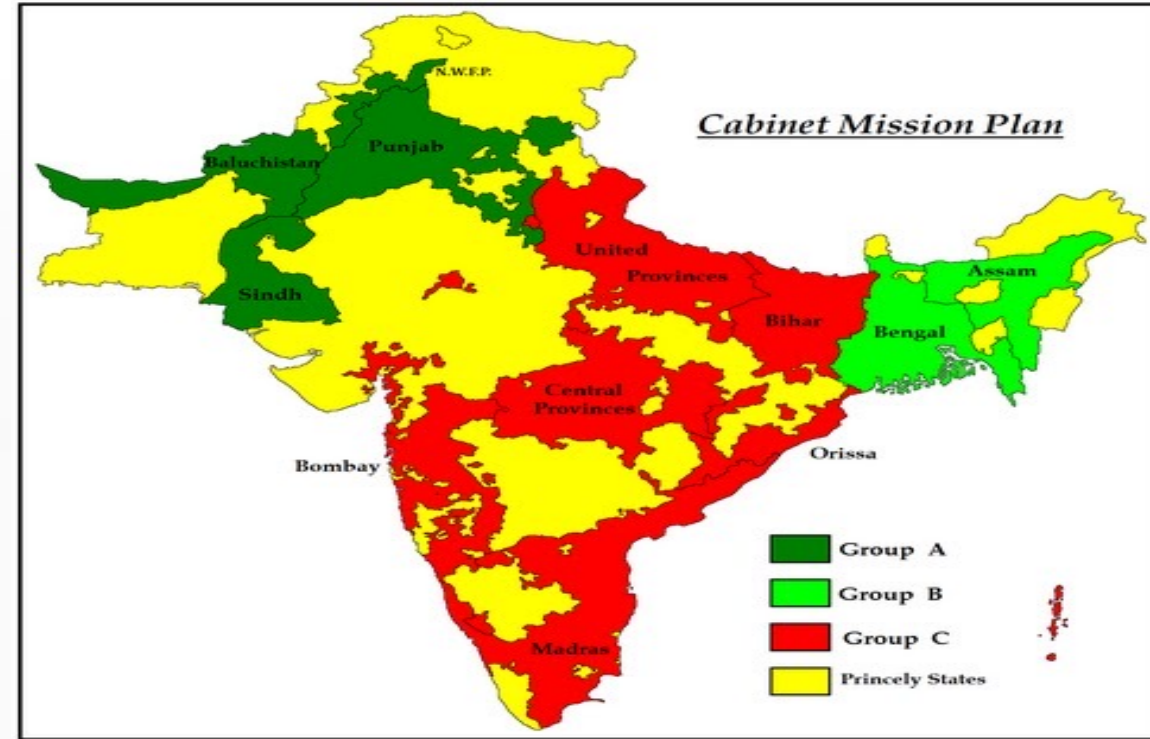 N.W.F.P.
Cabinet Mission Plan
Punjab
Baluchistan
United
Provinces
Assam
Sindh
Bihar
Bengal
Central
Provinces
Orissa
Bombay
Group A
Group B
Group C
Madras
Princely States